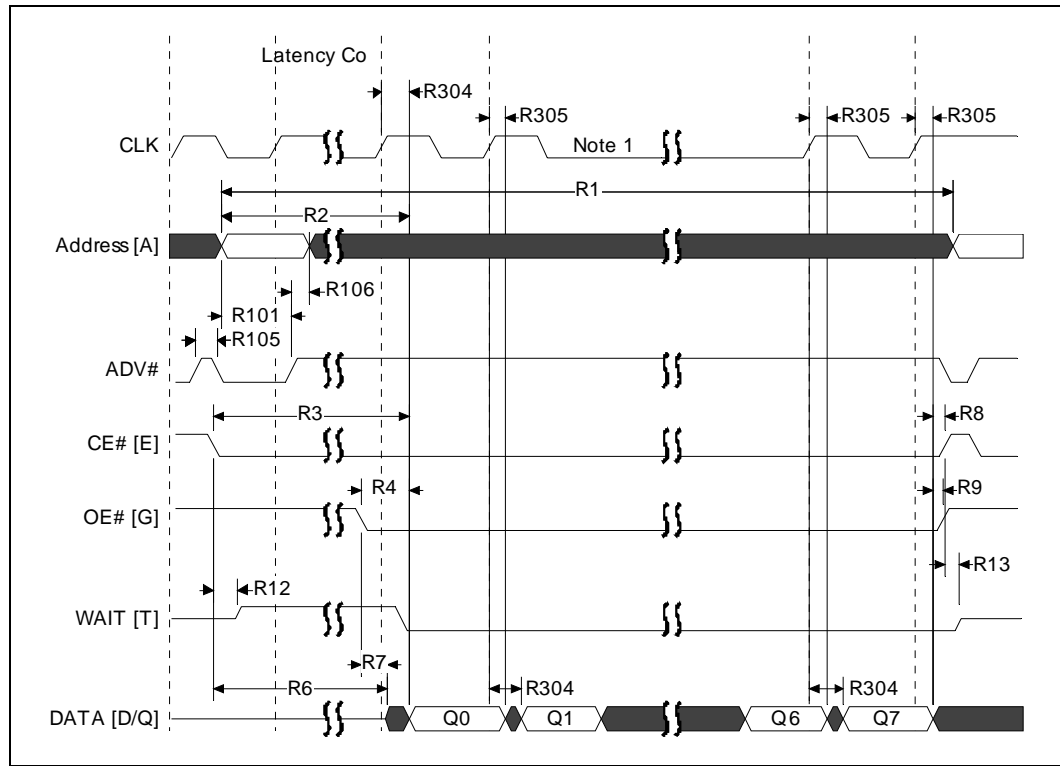 Latency Co
R304
R305 R305 R305
CLK Note 1
R1
R2
Address [A]
R106
R101
R105
ADV#
R3 R8
CE# [E]
R4 R9
OE# [G]
R13
R12
WAIT [T]
R7
R6 R304 R304
DATA [D/Q] Q0 Q1 Q6 Q7